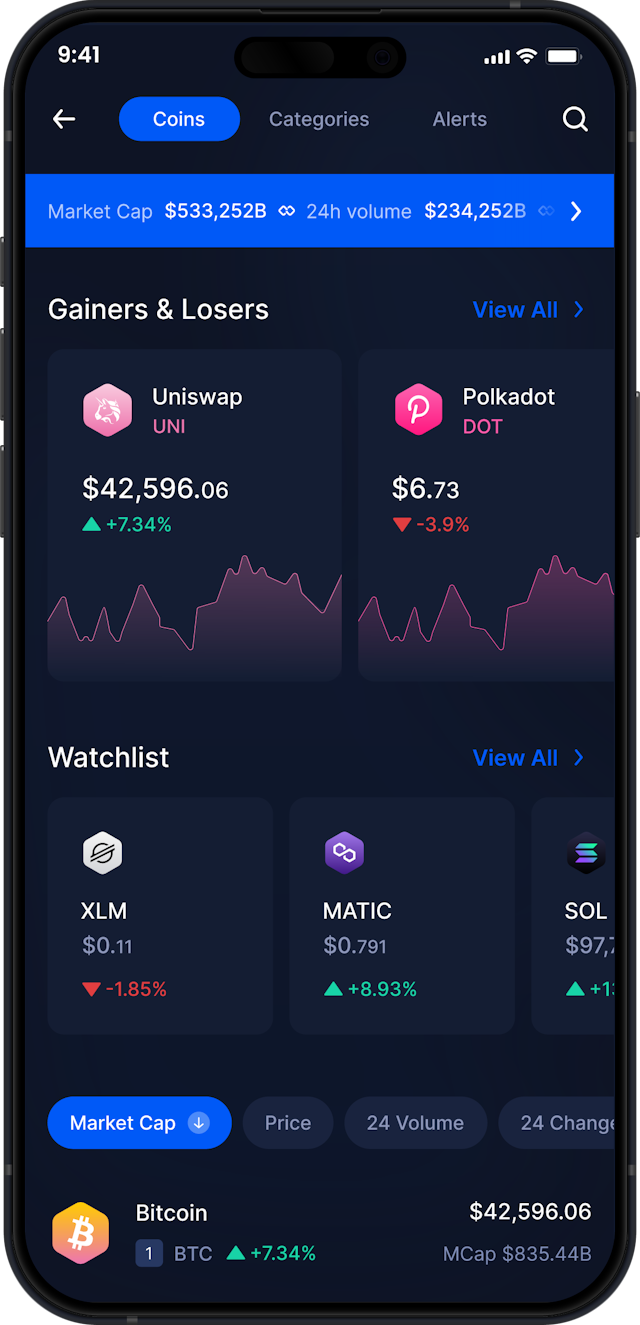 9:41
Coins Categories Alerts
Market Cap $533,252B 24h volume $234,252B
Gainers & Losers View All
Uniswap Polkadot
UNI DOT
$42,596.06 $6.73
+7.34% -3.9%
Watchlist View All
XLM MATIC SOL
$0.11 $0.791 $97,7
-1.85% +8.93% +13
Market Cap Price 24 Volume 24 Change
Bitcoin $42,596.06
1 BTC +7.34% MCap $835.44B